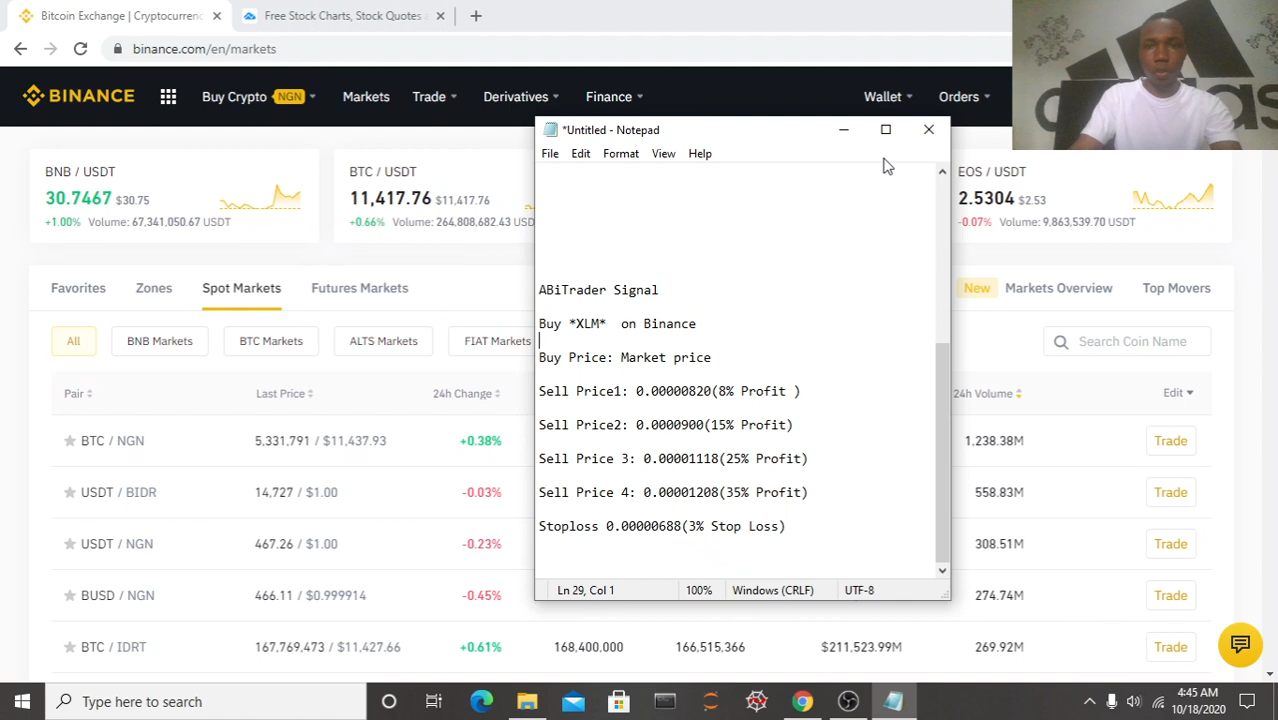 Bitcoin Exchange | Cryptocurrenc
Free Stock Charts, Stock Quotes
binance.com/en/markets
BINANCE
Buy Crypto NGN
Markets
Trade
Derivatives
Finance
Wallet
Orders
adidas
BNB / USDT
30.7467 $30.75
+1.00% Volume: 67,341,050.67 USDT
BTC / USDT
11,417.76 $11,417.76
+0.66% Volume: 264,808,682.43 USD
EOS / USDT
2.5304 $2.53
-0.07% Volume: 9,863,539.70 USDT
Favorites
Zones
Spot Markets
Futures Markets
New
Markets Overview
Top Movers
All
BNB Markets
BTC Markets
ALTS Markets
FIAT Markets
Search Coin Name
Pair
Last Price
24h Change
24h Volume
Edit
BTC / NGN
5,331,791 / $11,437.93
+0.38%
1,238.38M
Trade
USDT / BIDR
14,727 / $1.00
-0.03%
558.83M
Trade
USDT / NGN
467.26 / $1.00
-0.23%
308.51M
Trade
BUSD / NGN
466.11 / $0.999914
-0.45%
274.74M
Trade
BTC / IDRT
167,769,473 / $11,427.66
+0.61%
168,400,000
166,515,366
$211,523.99M
269.92M
Trade
*Untitled - Notepad
File Edit Format View Help
ABiTrader Signal
Buy *XLM* on Binance
Buy Price: Market price
Sell Price1: 0.00000820(8% Profit )
Sell Price2: 0.0000900(15% Profit)
Sell Price 3: 0.00001118(25% Profit)
Sell Price 4: 0.00001208(35% Profit)
Stoploss 0.00000688(3% Stop Loss)
Ln 29, Col 1
100%
Windows (CRLF)
UTF-8
Type here to search
4:45 AM
10/18/2020